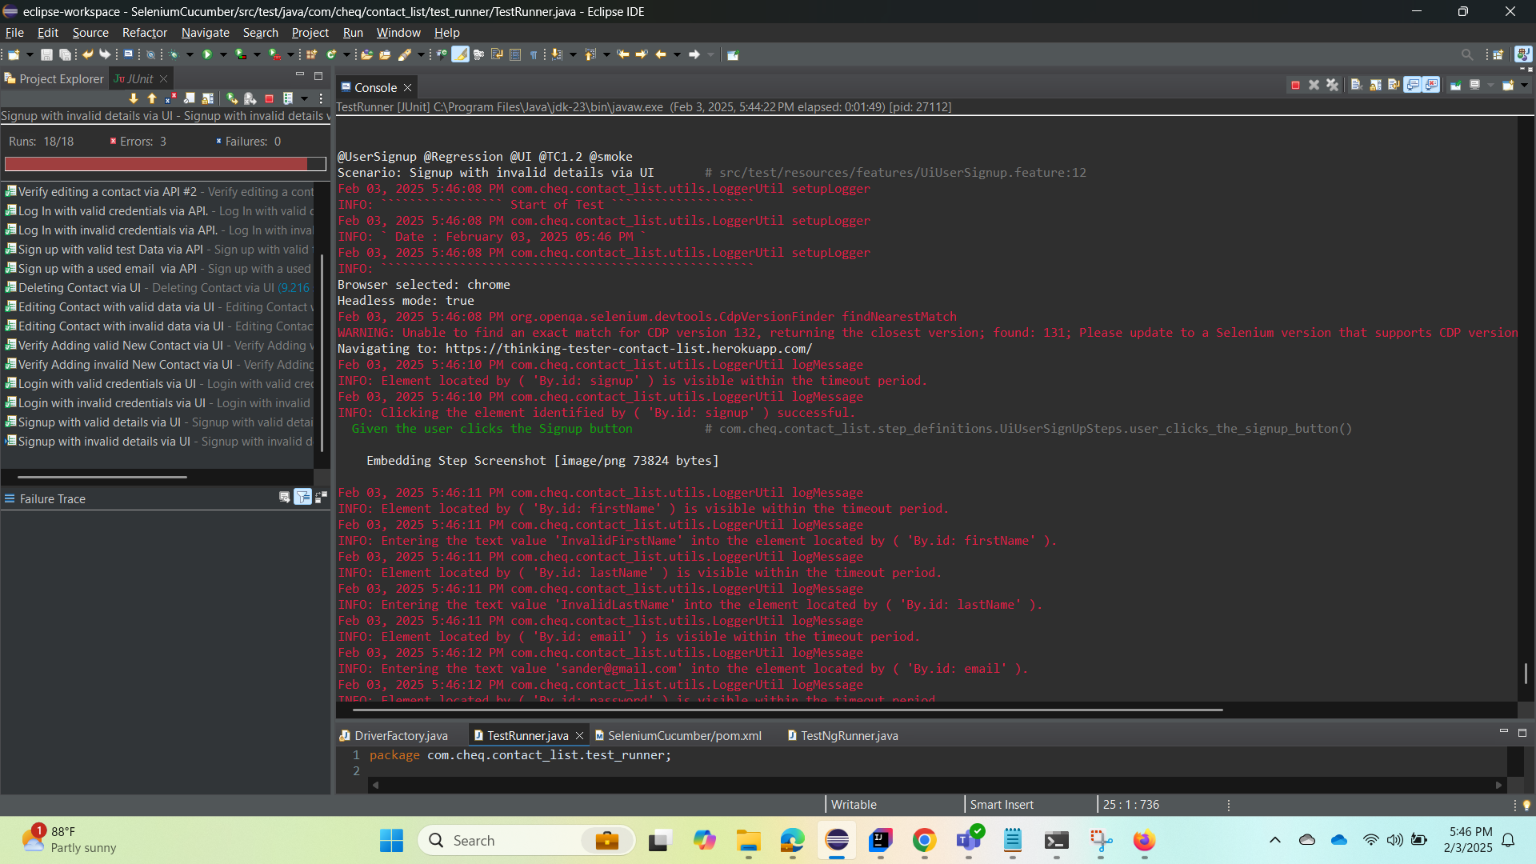 eclipse-workspace - SeleniumCucumber/src/test/java/com/cheq/contact_list/test_runner/TestRunner.java - Eclipse IDE
File Edit Source Refactor Navigate Search Project Run Window Help
Project Explorer JUnit
Console
TestRunner [JUnit] C:\Program Files\Java\jdk-23\bin\javaw.exe (Feb 3, 2025, 5:44:22 PM elapsed: 0:01:49) [pid: 27112]
Signup with invalid details via UI - Signup with invalid details v
Runs: 18/18 Errors: 3 Failures: 0
Verify editing a contact via API #2 - Verify editing a cont
Log In with valid credentials via API. - Log In with valid c
Log In with invalid credentials via API. - Log In with inva
Sign up with valid test Data via API - Sign up with valid
Sign up with a used email via API - Sign up with a used
Deleting Contact via UI - Deleting Contact via UI (9.216
Editing Contact with valid data via UI - Editing Contact v
Editing Contact with invalid data via UI - Editing Contac
Verify Adding valid New Contact via UI - Verify Adding v
Verify Adding invalid New Contact via UI - Verify Adding
Login with valid credentials via UI - Login with valid cre
Login with invalid credentials via UI - Login with invalid
Signup with valid details via UI - Signup with valid detai
Signup with invalid details via UI - Signup with invalid d
Failure Trace
@UserSignup @Regression @UI @TC1.2 @smoke
Scenario: Signup with invalid details via UI # src/test/resources/features/UiUserSignup.feature:12
Feb 03, 2025 5:46:08 PM com.cheq.contact_list.utils.LoggerUtil setupLogger
INFO: ````````````````` Start of Test ````````````````````
Feb 03, 2025 5:46:08 PM com.cheq.contact_list.utils.LoggerUtil setupLogger
INFO: ` Date : February 03, 2025 05:46 PM `
Feb 03, 2025 5:46:08 PM com.cheq.contact_list.utils.LoggerUtil setupLogger
INFO: ````````````````````````````````````````````````````
Browser selected: chrome
Headless mode: true
Feb 03, 2025 5:46:08 PM org.openqa.selenium.devtools.CdpVersionFinder findNearestMatch
WARNING: Unable to find an exact match for CDP version 132, returning the closest version; found: 131; Please update to a Selenium version that supports CDP version
Navigating to: https://thinking-tester-contact-list.herokuapp.com/
Feb 03, 2025 5:46:10 PM com.cheq.contact_list.utils.LoggerUtil logMessage
INFO: Element located by ( 'By.id: signup' ) is visible within the timeout period.
Feb 03, 2025 5:46:10 PM com.cheq.contact_list.utils.LoggerUtil logMessage
INFO: Clicking the element identified by ( 'By.id: signup' ) successful.
Given the user clicks the Signup button # com.cheq.contact_list.step_definitions.UiUserSignUpSteps.user_clicks_the_signup_button()
Embedding Step Screenshot [image/png 73824 bytes]
Feb 03, 2025 5:46:11 PM com.cheq.contact_list.utils.LoggerUtil logMessage
INFO: Element located by ( 'By.id: firstName' ) is visible within the timeout period.
Feb 03, 2025 5:46:11 PM com.cheq.contact_list.utils.LoggerUtil logMessage
INFO: Entering the text value 'InvalidFirstName' into the element located by ( 'By.id: firstName' ).
Feb 03, 2025 5:46:11 PM com.cheq.contact_list.utils.LoggerUtil logMessage
INFO: Element located by ( 'By.id: lastName' ) is visible within the timeout period.
Feb 03, 2025 5:46:11 PM com.cheq.contact_list.utils.LoggerUtil logMessage
INFO: Entering the text value 'InvalidLastName' into the element located by ( 'By.id: lastName' ).
Feb 03, 2025 5:46:11 PM com.cheq.contact_list.utils.LoggerUtil logMessage
INFO: Element located by ( 'By.id: email' ) is visible within the timeout period.
Feb 03, 2025 5:46:12 PM com.cheq.contact_list.utils.LoggerUtil logMessage
INFO: Entering the text value 'sander@gmail.com' into the element located by ( 'By.id: email' ).
Feb 03, 2025 5:46:12 PM com.cheq.contact_list.utils.LoggerUtil logMessage
INFO: Element located by ( 'By.id: password' ) is visible within the timeout period.
DriverFactory.java TestRunner.java SeleniumCucumber/pom.xml TestNgRunner.java
1 package com.cheq.contact_list.test_runner;
2
Writable Smart Insert 25 : 1 : 736
1 88°F
Partly sunny
Search
5:46 PM
2/3/2025